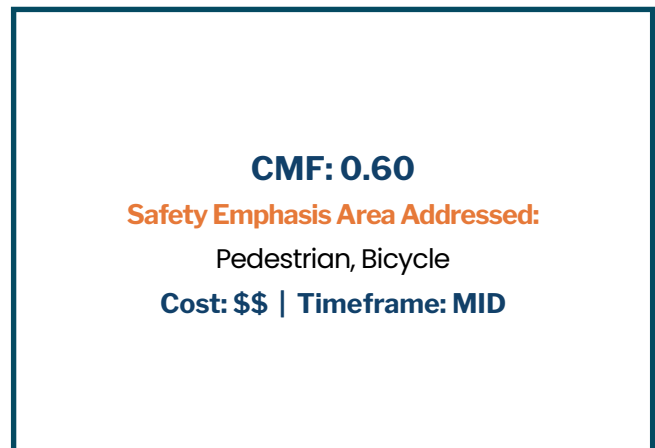 CMF: 0.60
Safety Emphasis Area Addressed:
Pedestrian, Bicycle
Cost: $$ | Timeframe: MID